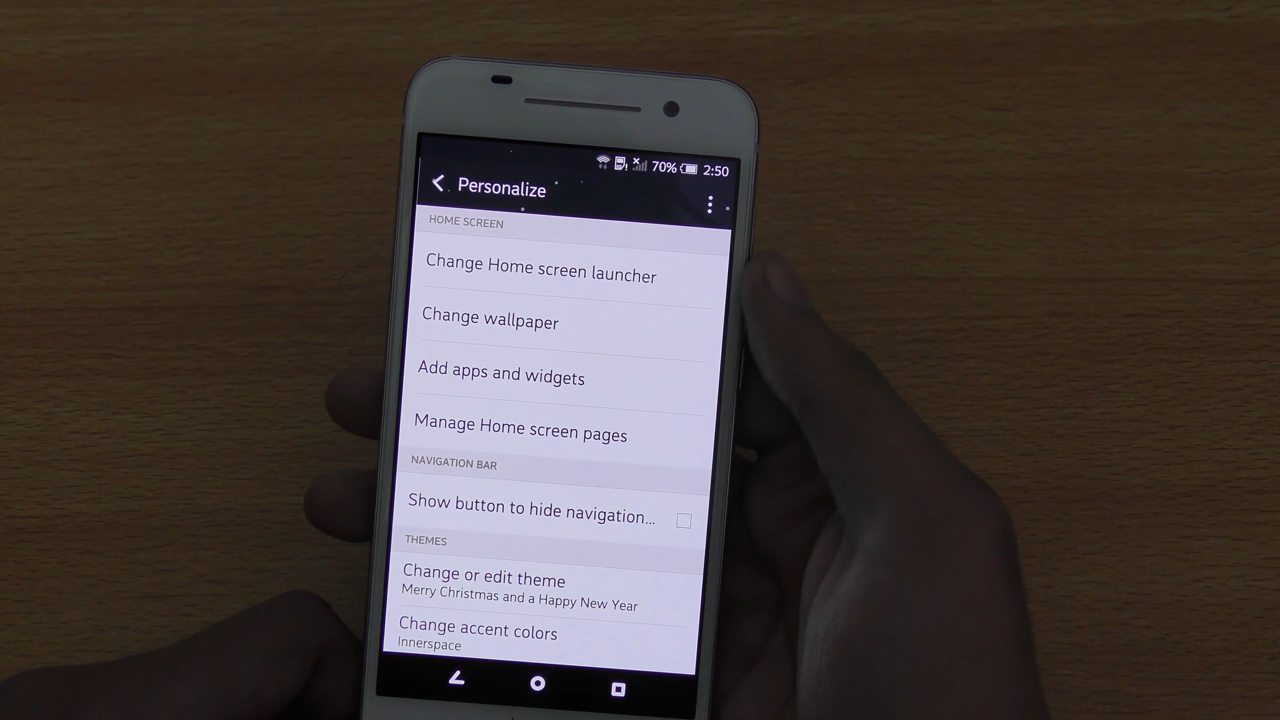 70% 2:50
Personalize
HOME SCREEN
Change Home screen launcher
Change wallpaper
Add apps and widgets
Manage Home screen pages
NAVIGATION BAR
Show button to hide navigation...
THEMES
Change or edit theme
Merry Christmas and a Happy New Year
Change accent colors
Innerspace